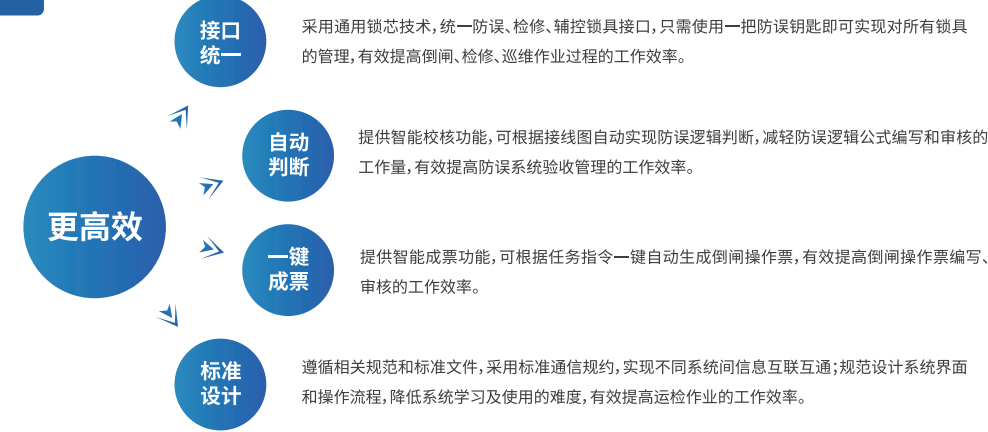 接口
统一
采用通用锁芯技术，统一防误、检修、辅控锁具接口，只需使用一把防误钥匙即可实现对所有锁具
的管理，有效提高倒闸、检修、巡维作业过程的工作效率。
自动
判断
提供智能校核功能，可根据接线图自动实现防误逻辑判断，减轻防误逻辑公式编写和审核的
工作量，有效提高防误系统验收管理的工作效率。
更高效
一键
成票
提供智能成票功能，可根据任务指令一键自动生成倒闸操作票，有效提高倒闸操作票编写、
审核的工作效率。
标准
设计
遵循相关规范和标准文件，采用标准通信规约，实现不同系统间信息互联互通；规范设计系统界面
和操作流程，降低系统学习及使用的难度，有效提高运检作业的工作效率。